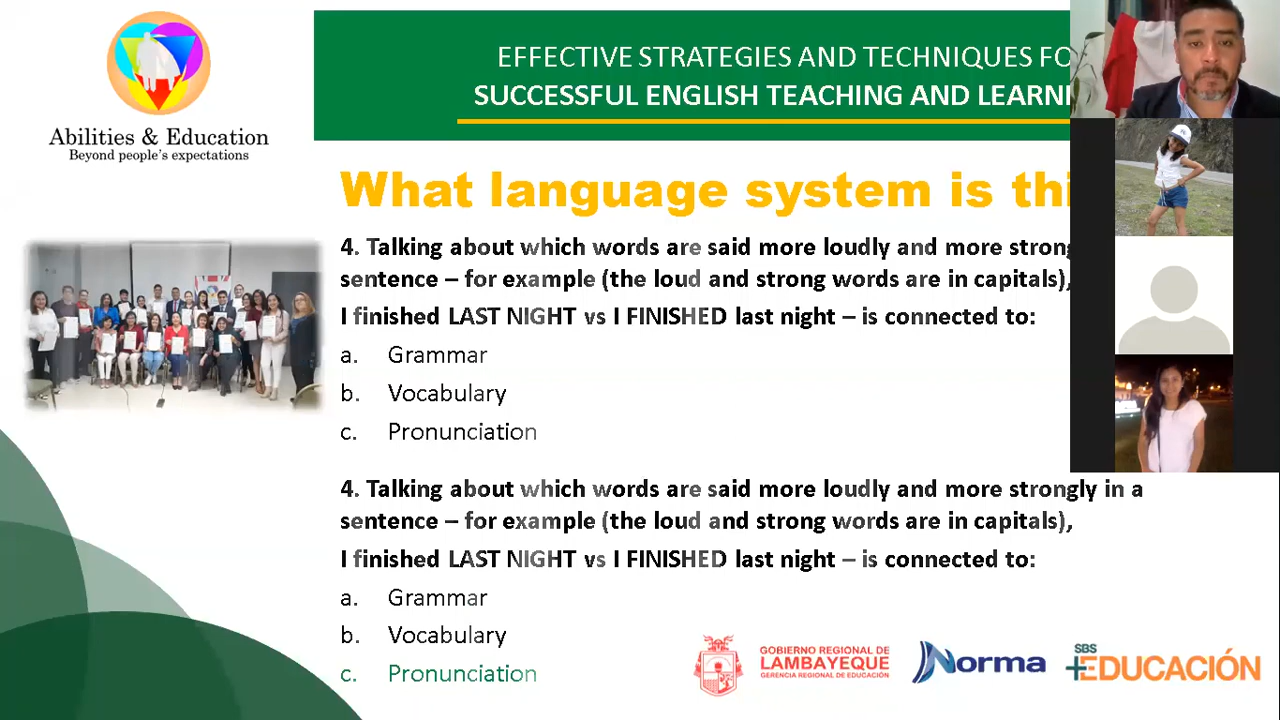 Abilities & Education
Beyond people's expectations
EFFECTIVE STRATEGIES AND TECHNIQUES
SUCCESSFUL ENGLISH TEACHING AND
What language system is
4. Talking about which words are said more loudly and more
sentence – for example (the loud and strong words are in capitals),
I finished LAST NIGHT vs I FINISHED last night – is connected to:
a. Grammar
b. Vocabulary
c. Pronunciation
4. Talking about which words are said more loudly and more strongly in a
sentence – for example (the loud and strong words are in capitals),
I finished LAST NIGHT vs I FINISHED last night – is connected to:
a. Grammar
b. Vocabulary
c. Pronunciation
GOBIERNO REGIONAL DE
LAMBAYEQUE
GERENCIA REGIONAL DE EDUCACIÓN
Norma
SBS
EDUCACIÓN